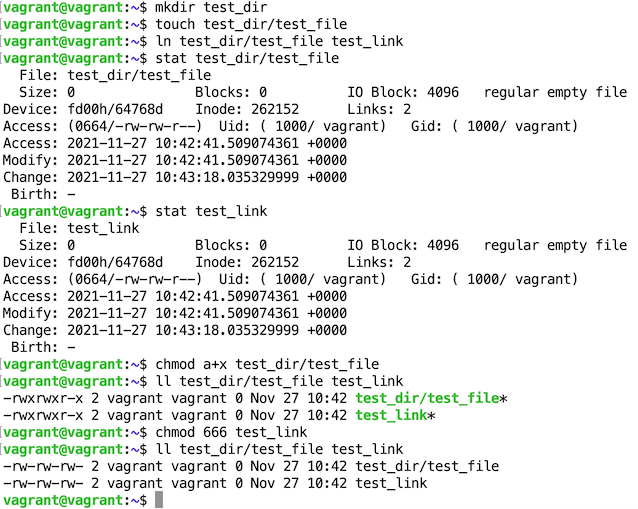 [vagrant@vagrant:~$ mkdir test_dir
[vagrant@vagrant:~$ touch test_dir/test_file
[vagrant@vagrant:~$ ln test_dir/test_file test_link
[vagrant@vagrant:~$ stat test_dir/test_file
  File: test_dir/test_file
  Size: 0               Blocks: 0          IO Block: 4096   regular empty file
Device: fd00h/64768d    Inode: 262152      Links: 2
Access: (0664/-rw-rw-r--)  Uid: ( 1000/ vagrant)   Gid: ( 1000/ vagrant)
Access: 2021-11-27 10:42:41.509074361 +0000
Modify: 2021-11-27 10:42:41.509074361 +0000
Change: 2021-11-27 10:43:18.035329999 +0000
 Birth: -
[vagrant@vagrant:~$ stat test_link
  File: test_link
  Size: 0               Blocks: 0          IO Block: 4096   regular empty file
Device: fd00h/64768d    Inode: 262152      Links: 2
Access: (0664/-rw-rw-r--)  Uid: ( 1000/ vagrant)   Gid: ( 1000/ vagrant)
Access: 2021-11-27 10:42:41.509074361 +0000
Modify: 2021-11-27 10:42:41.509074361 +0000
Change: 2021-11-27 10:43:18.035329999 +0000
 Birth: -
[vagrant@vagrant:~$ chmod a+x test_dir/test_file
[vagrant@vagrant:~$ ll test_dir/test_file test_link
-rwxrwxr-x 2 vagrant vagrant 0 Nov 27 10:42 test_dir/test_file*
-rwxrwxr-x 2 vagrant vagrant 0 Nov 27 10:42 test_link*
[vagrant@vagrant:~$ chmod 666 test_link
[vagrant@vagrant:~$ ll test_dir/test_file test_link
-rw-rw-rw- 2 vagrant vagrant 0 Nov 27 10:42 test_dir/test_file
-rw-rw-rw- 2 vagrant vagrant 0 Nov 27 10:42 test_link
vagrant@vagrant:~$